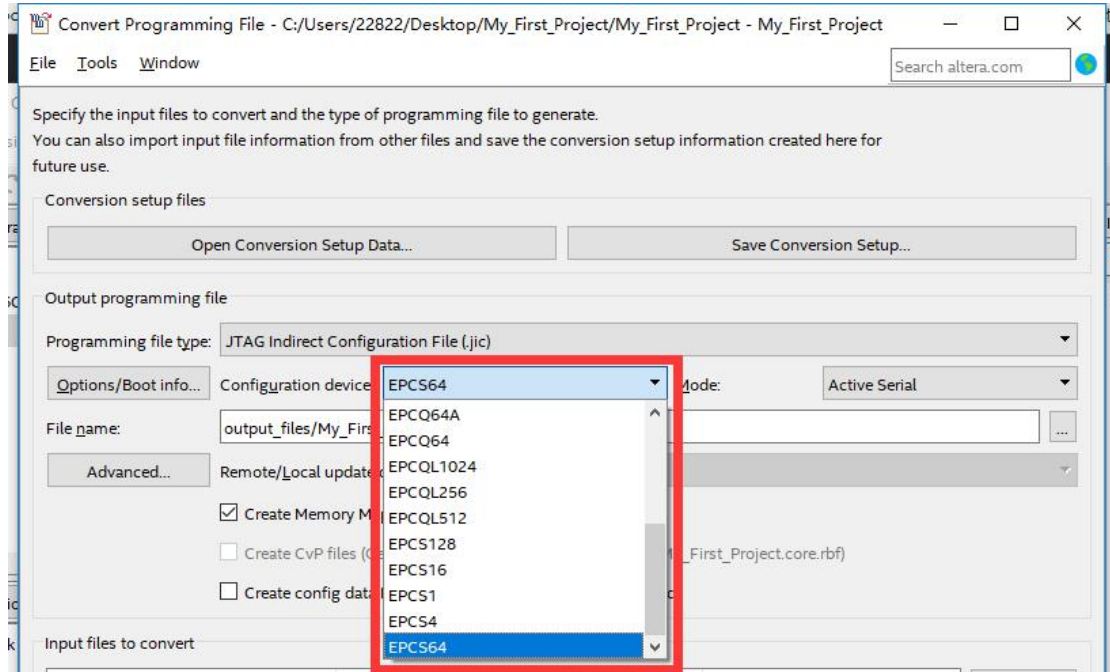 Convert Programming File - C:/Users/22822/Desktop/My_First_Project/My_First_Project - My_First_Project
File Tools Window
Search altera.com
Specify the input files to convert and the type of programming file to generate.
You can also import input file information from other files and save the conversion setup information created here for
future use.
Conversion setup files
Open Conversion Setup Data... Save Conversion Setup...
Output programming file
Programming file type: JTAG Indirect Configuration File (.jic)
Options/Boot info... Configuration device EPCS64 Mode: Active Serial
EPCQ64A
File name: output_files/My_Firs ...
EPCQ64
Advanced... Remote/Local update
EPCQL1024
EPCQL256
Create Memory M
EPCQL512
EPCS128
Create CvP files ( My_First_Project.core.rbf)
EPCS16
Create config data
EPCS1
EPCS4
Input files to convert
EPCS64